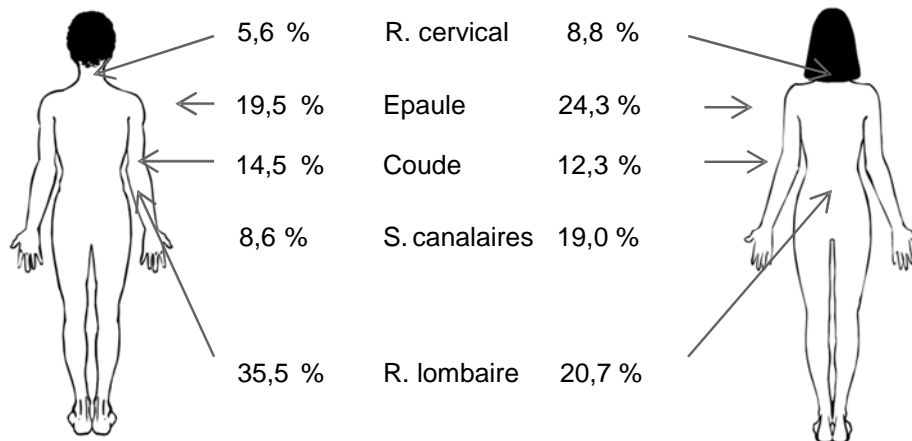 5,6 % R. cervical 8,8 %
19,5 % Epaule 24,3 %
14,5 % Coude 12,3 %
8,6 % S. canalaires 19,0 %
35,5 % R. lombaire 20,7 %